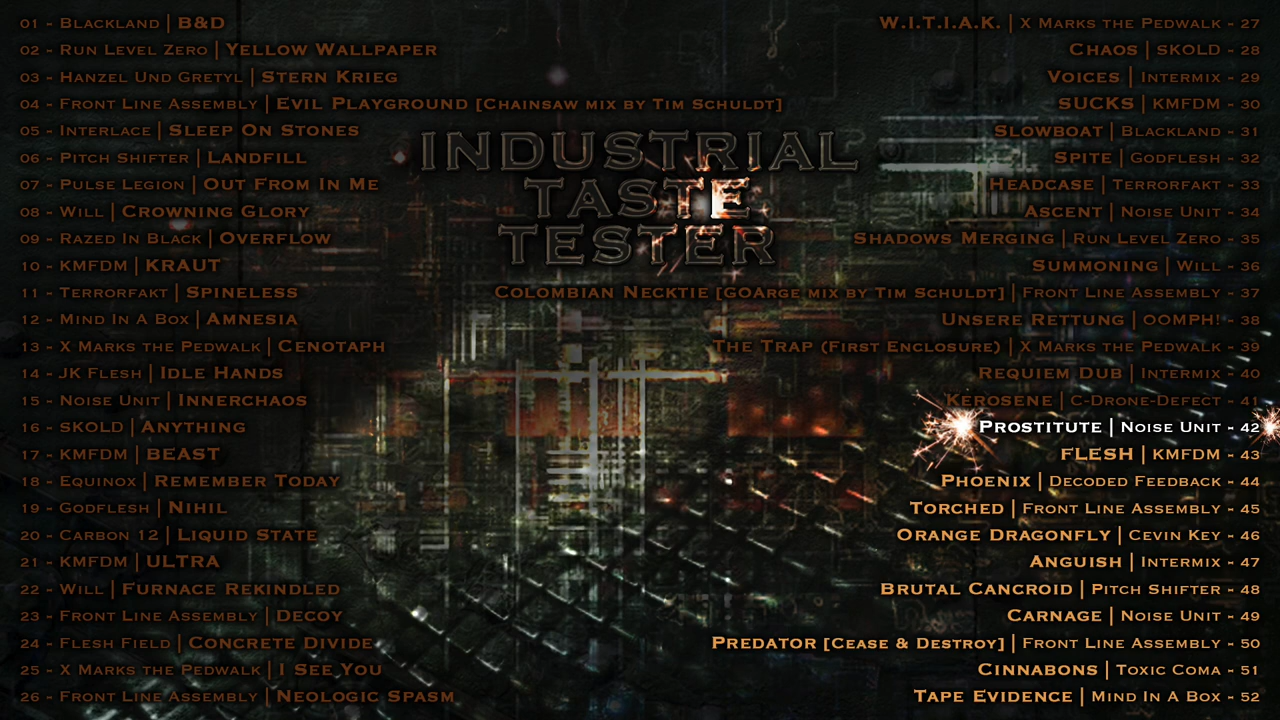 01 - Blackland | B&D
02 - Run Level Zero | Yellow Wallpaper
03 - Hanzel Und Gretyl | Stern Krieg
04 - Front Line Assembly | Evil Playground [Chainsaw mix by Tim Schuldt]
05 - Interlace | Sleep On Stones
06 - Pitch Shifter | Landfill
07 - Pulse Legion | Out From In Me
08 - Will | Crowning Glory
09 - Razed In Black | Overflow
10 - KMFDM | KRAUT
11 - Terrorfakt | Spineless
12 - Mind In A Box | Amnesia
13 - X Marks the Pedwalk | Cenotaph
14 - JK Flesh | Idle Hands
15 - Noise Unit | Innerchaos
16 - SKOLD | Anything
17 - KMFDM | BEAST
18 - Equinox | Remember Today
19 - Godflesh | Nihil
20 - Carbon 12 | Liquid State
21 - KMFDM | ULTRA
22 - Will | Furnace Rekindled
23 - Front Line Assembly | Decoy
24 - Flesh Field | Concrete Divide
25 - X Marks the Pedwalk | I See You
26 - Front Line Assembly | Neologic Spasm
INDUSTRIAL
TASTE
TESTER
W.I.T.I.A.K. | X Marks the Pedwalk - 27
Chaos | SKOLD - 28
Voices | Intermix - 29
SUCKS | KMFDM - 30
Slowboat | Blackland - 31
Spite | Godflesh - 32
Headcase | Terrorfakt - 33
Ascent | Noise Unit - 34
Shadows Merging | Run Level Zero - 35
Summoning | Will - 36
Colombian Necktie [GOArge mix by Tim Schuldt] | Front Line Assembly - 37
Unsere Rettung | OOMPH! - 38
The Trap (First Enclosure) | X Marks the Pedwalk - 39
Requiem Dub | Intermix - 40
Kerosene | C-Drone-Defect - 41
Prostitute | Noise Unit - 42
FLESH | KMFDM - 43
Phoenix | Decoded Feedback - 44
Torched | Front Line Assembly - 45
Orange Dragonfly | Cevin Key - 46
Anguish | Intermix - 47
Brutal Cancroid | Pitch Shifter - 48
Carnage | Noise Unit - 49
Predator [Cease & Destroy] | Front Line Assembly - 50
Cinnabons | Toxic Coma - 51
Tape Evidence | Mind In A Box - 52